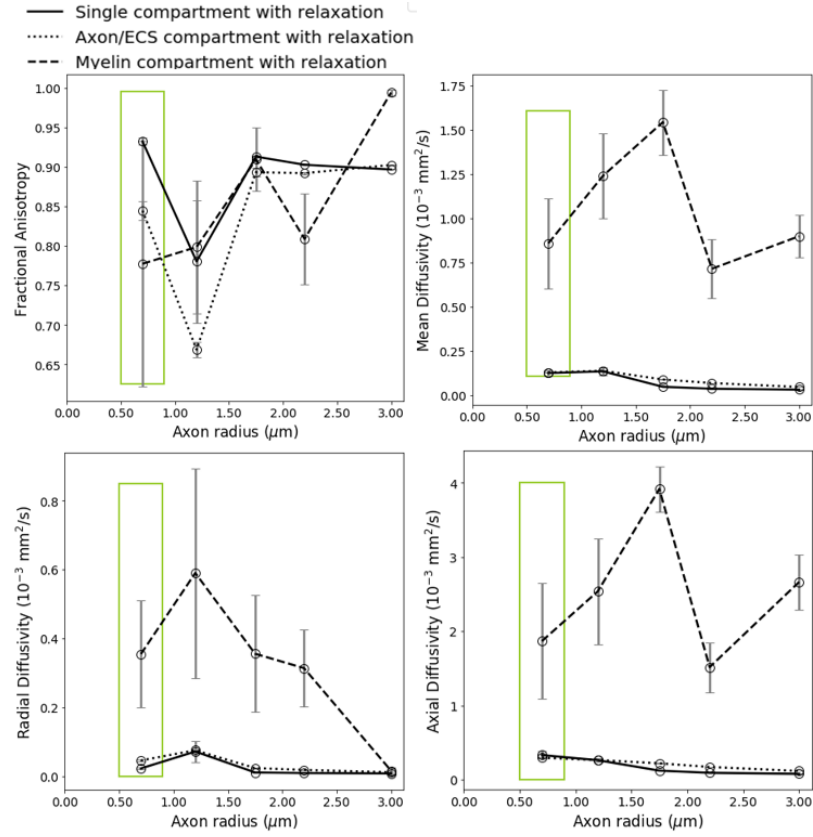 Single compartment with relaxation
Axon/ECS compartment with relaxation
Myelin compartment with relaxation
1.00
0.95
0.90
0.85
0.80
0.75
0.70
0.65
Fractional Anisotropy
0.00 0.50 1.00 1.50 2.00 2.50 3.00
Axon radius (μm)
1.75
1.50
1.25
1.00
0.75
0.50
0.25
0.00
Mean Diffusivity (10⁻³ mm²/s)
0.00 0.50 1.00 1.50 2.00 2.50 3.00
Axon radius (μm)
0.8
0.6
0.4
0.2
0.0
Radial Diffusivity (10⁻³ mm²/s)
0.00 0.50 1.00 1.50 2.00 2.50 3.00
Axon radius (μm)
4
3
2
1
0
Axial Diffusivity (10⁻³ mm²/s)
0.00 0.50 1.00 1.50 2.00 2.50 3.00
Axon radius (μm)